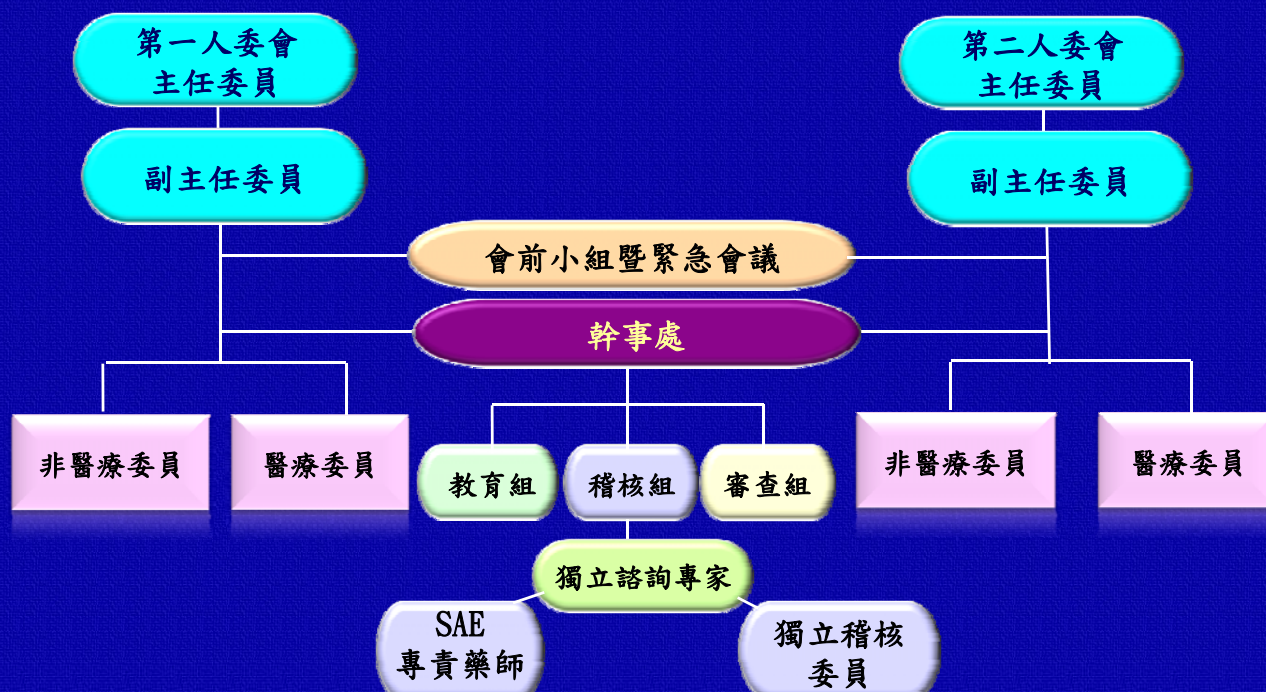 第一人委會
主任委員
第二人委會
主任委員
副主任委員
副主任委員
會前小組暨緊急會議
幹事處
非醫療委員
醫療委員
教育組
稽核組
審查組
非醫療委員
醫療委員
獨立諮詢專家
SAE
專責藥師
獨立稽核
委員